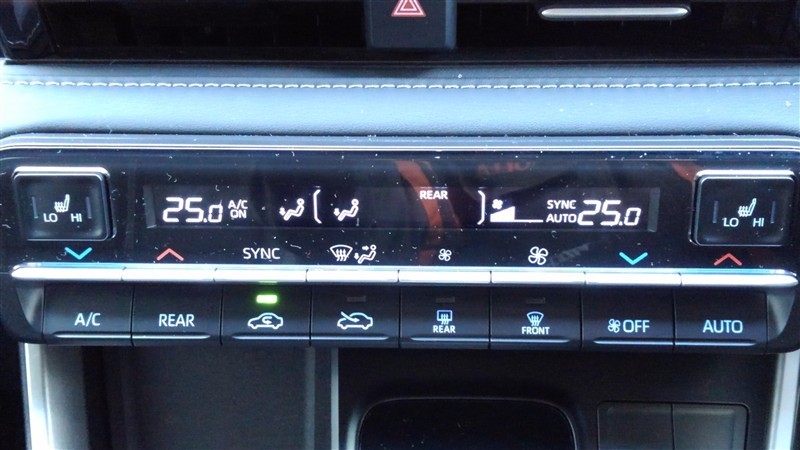 REAR
25.0 A/C ON SYNC AUTO 25.0
LO HI LO HI
SYNC
A/C REAR REAR FRONT OFF AUTO